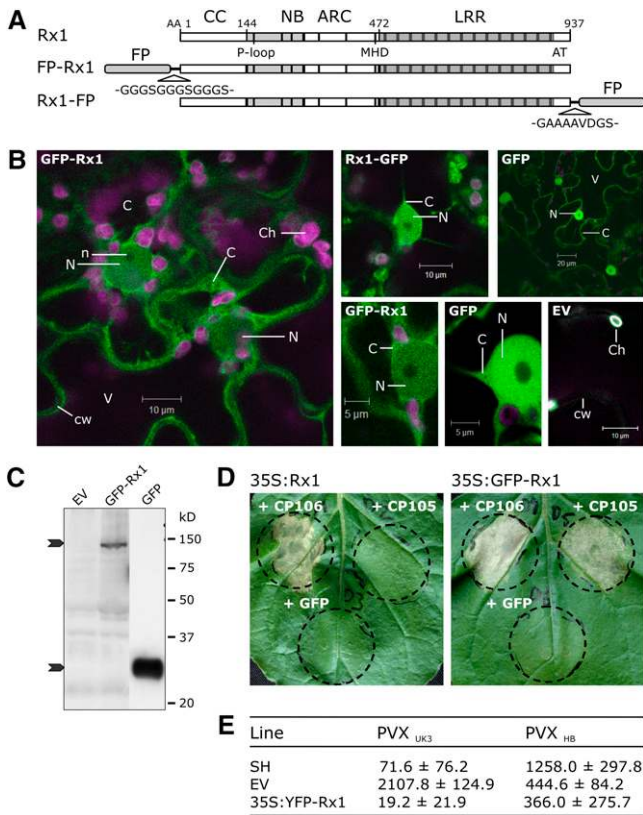 A
AA 1 CC 144 NB ARC 472 LRR 937
Rx1
P-loop MHD AT
FP
FP-Rx1
-GGGSGGGSGGGS-
FP
Rx1-FP
-GAAAAVDGS-
B
GFP-Rx1
C
n
N
C
Ch
N
V
cw
10 µm
Rx1-GFP
C
N
10 µm
GFP
V
N
C
20 µm
GFP-Rx1
C
N
5 µm
GFP
N
C
5 µm
EV
Ch
cw
10 µm
C
EV GFP-Rx1 GFP
kD
150
75
50
37
20
D
35S:Rx1
+ CP106 + CP105
+ GFP
35S:GFP-Rx1
+ CP106 + CP105
+ GFP
E
Line PVX UK3 PVX HB
SH 71.6 ± 76.2 1258.0 ± 297.8
EV 2107.8 ± 124.9 444.6 ± 84.2
35S:YFP-Rx1 19.2 ± 21.9 366.0 ± 275.7